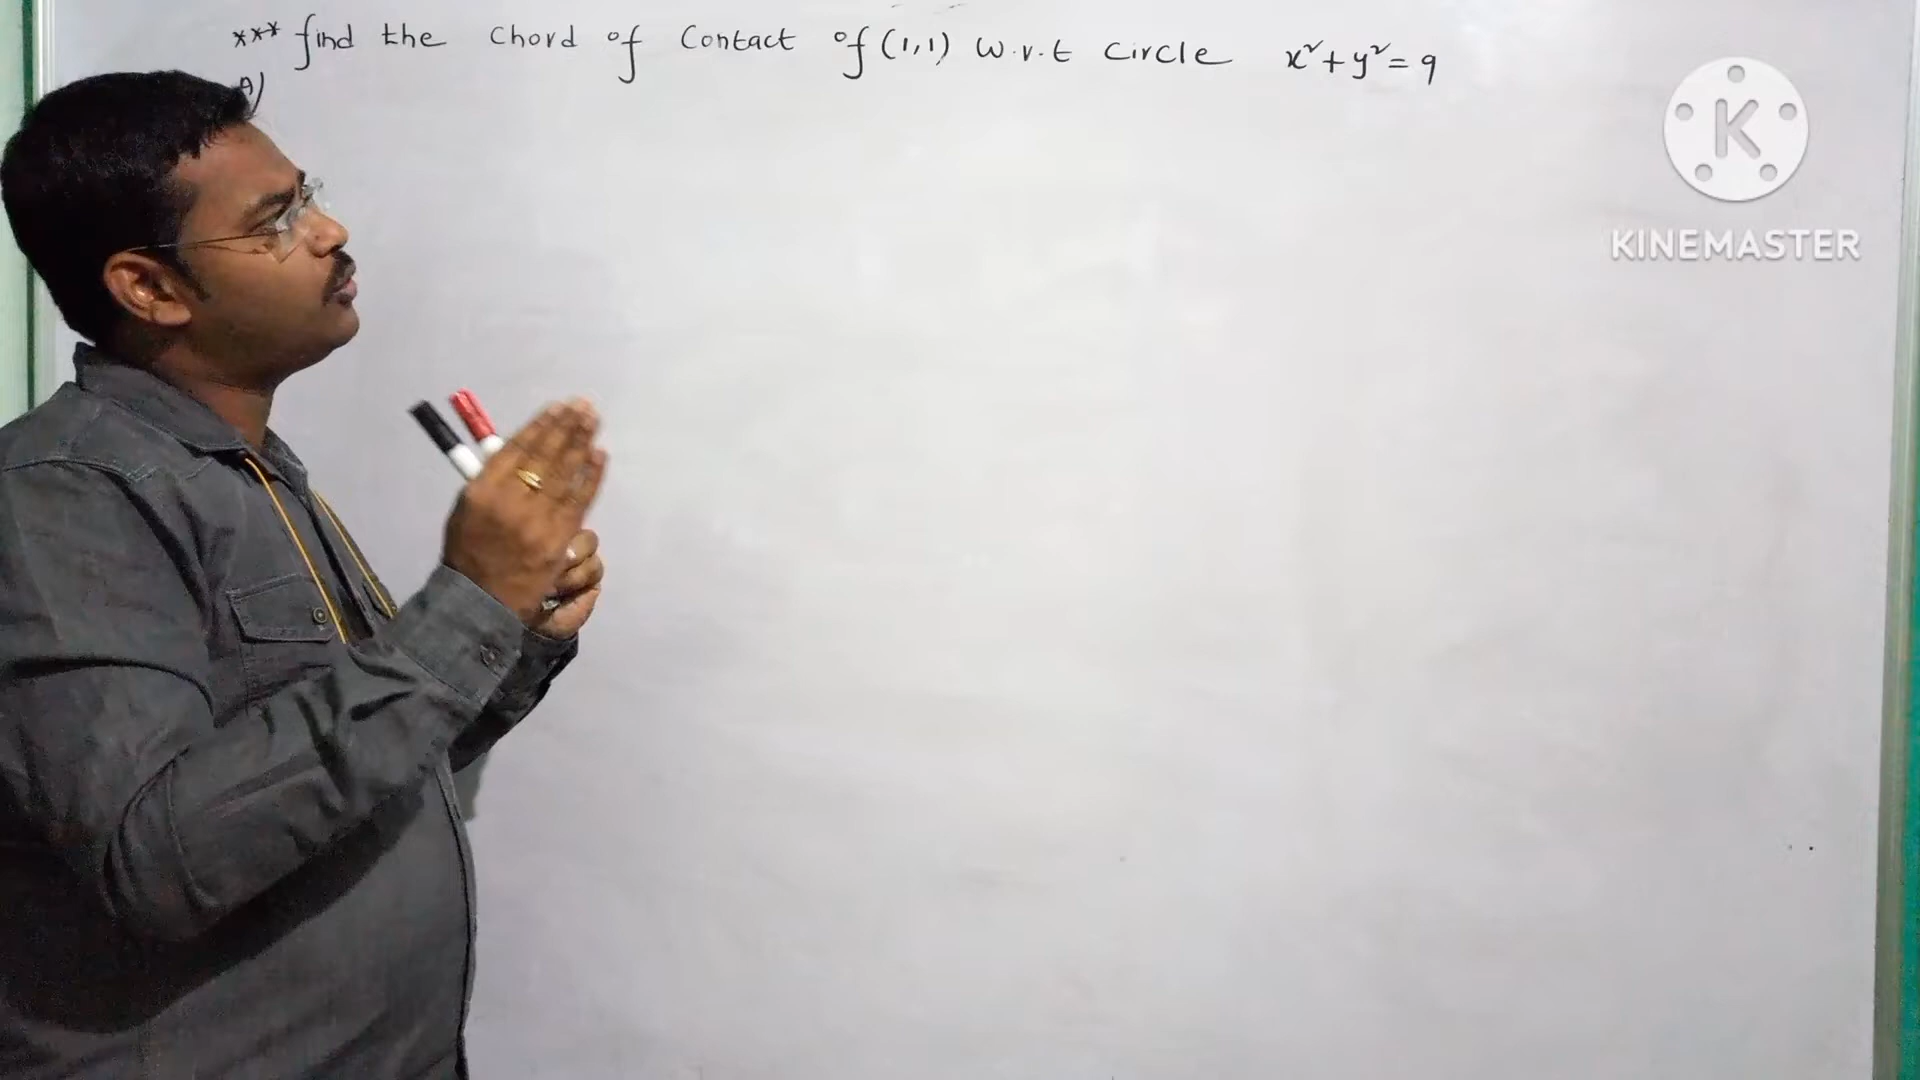 *** find the chord of contact of (1,1) w.r.t circle x²+y²=9
A)
K
KINEMASTER